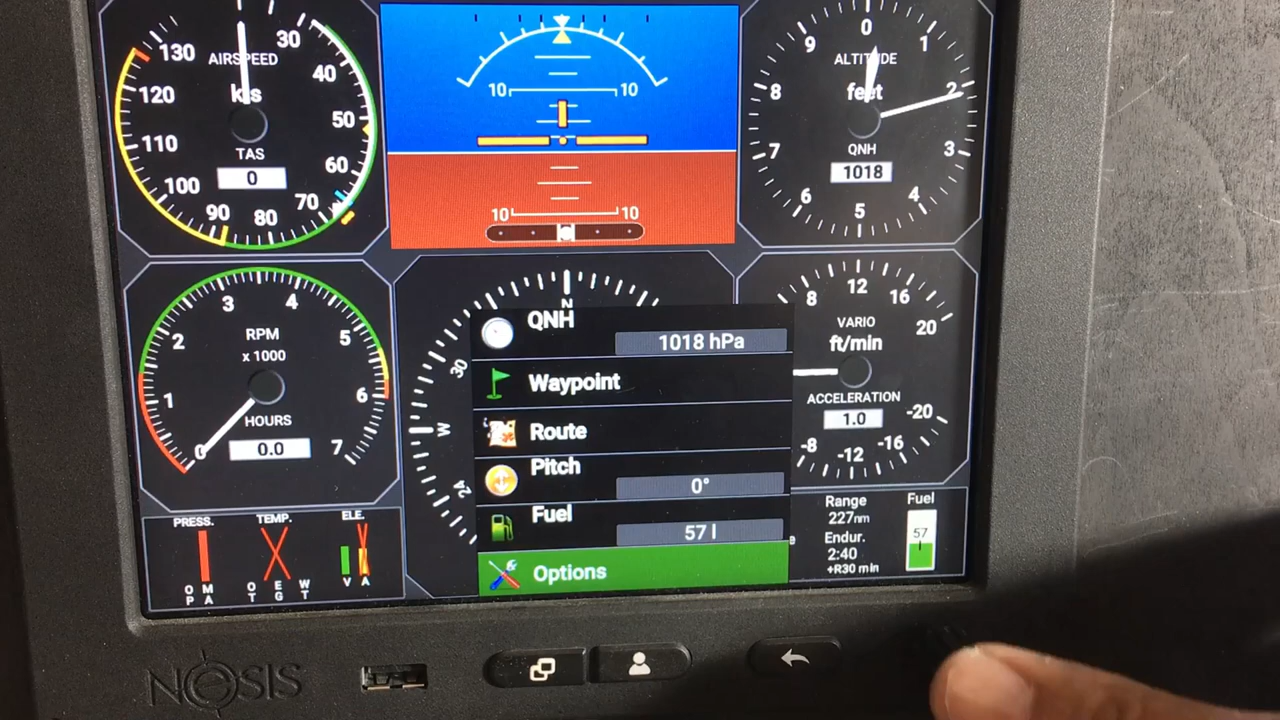 130
30
AIRSPEED
120
40
kts
110
50
TAS
0
60
100
70
90
80
10 10
10 10
0
9
1
ALTITUDE
8
feet
2
QNH
7
3
1018
6
4
5
3
4
2
RPM
5
x 1000
1
6
HOURS
0
0.0
7
N
30
W
24
QNH
1018 hPa
Waypoint
Route
Pitch
0°
Fuel
57 l
Options
12
8
16
VARIO
20
ft/min
ACCELERATION
1.0
-20
-8
-16
-12
PRESS.
TEMP.
ELE.
O P
M A
O T
E G
W T
V
A
Range
227nm
Endur.
2:40
+R30 min
Fuel
57
NESIS